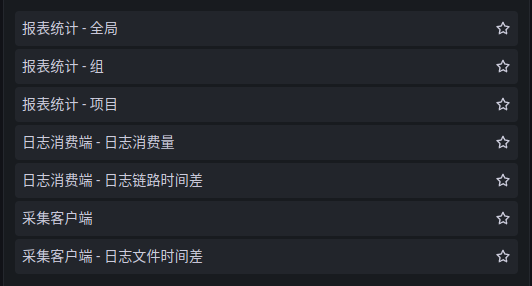 报表统计 - 全局
报表统计 - 组
报表统计 - 项目
日志消费端 - 日志消费量
日志消费端 - 日志链路时间差
采集客户端
采集客户端 - 日志文件时间差